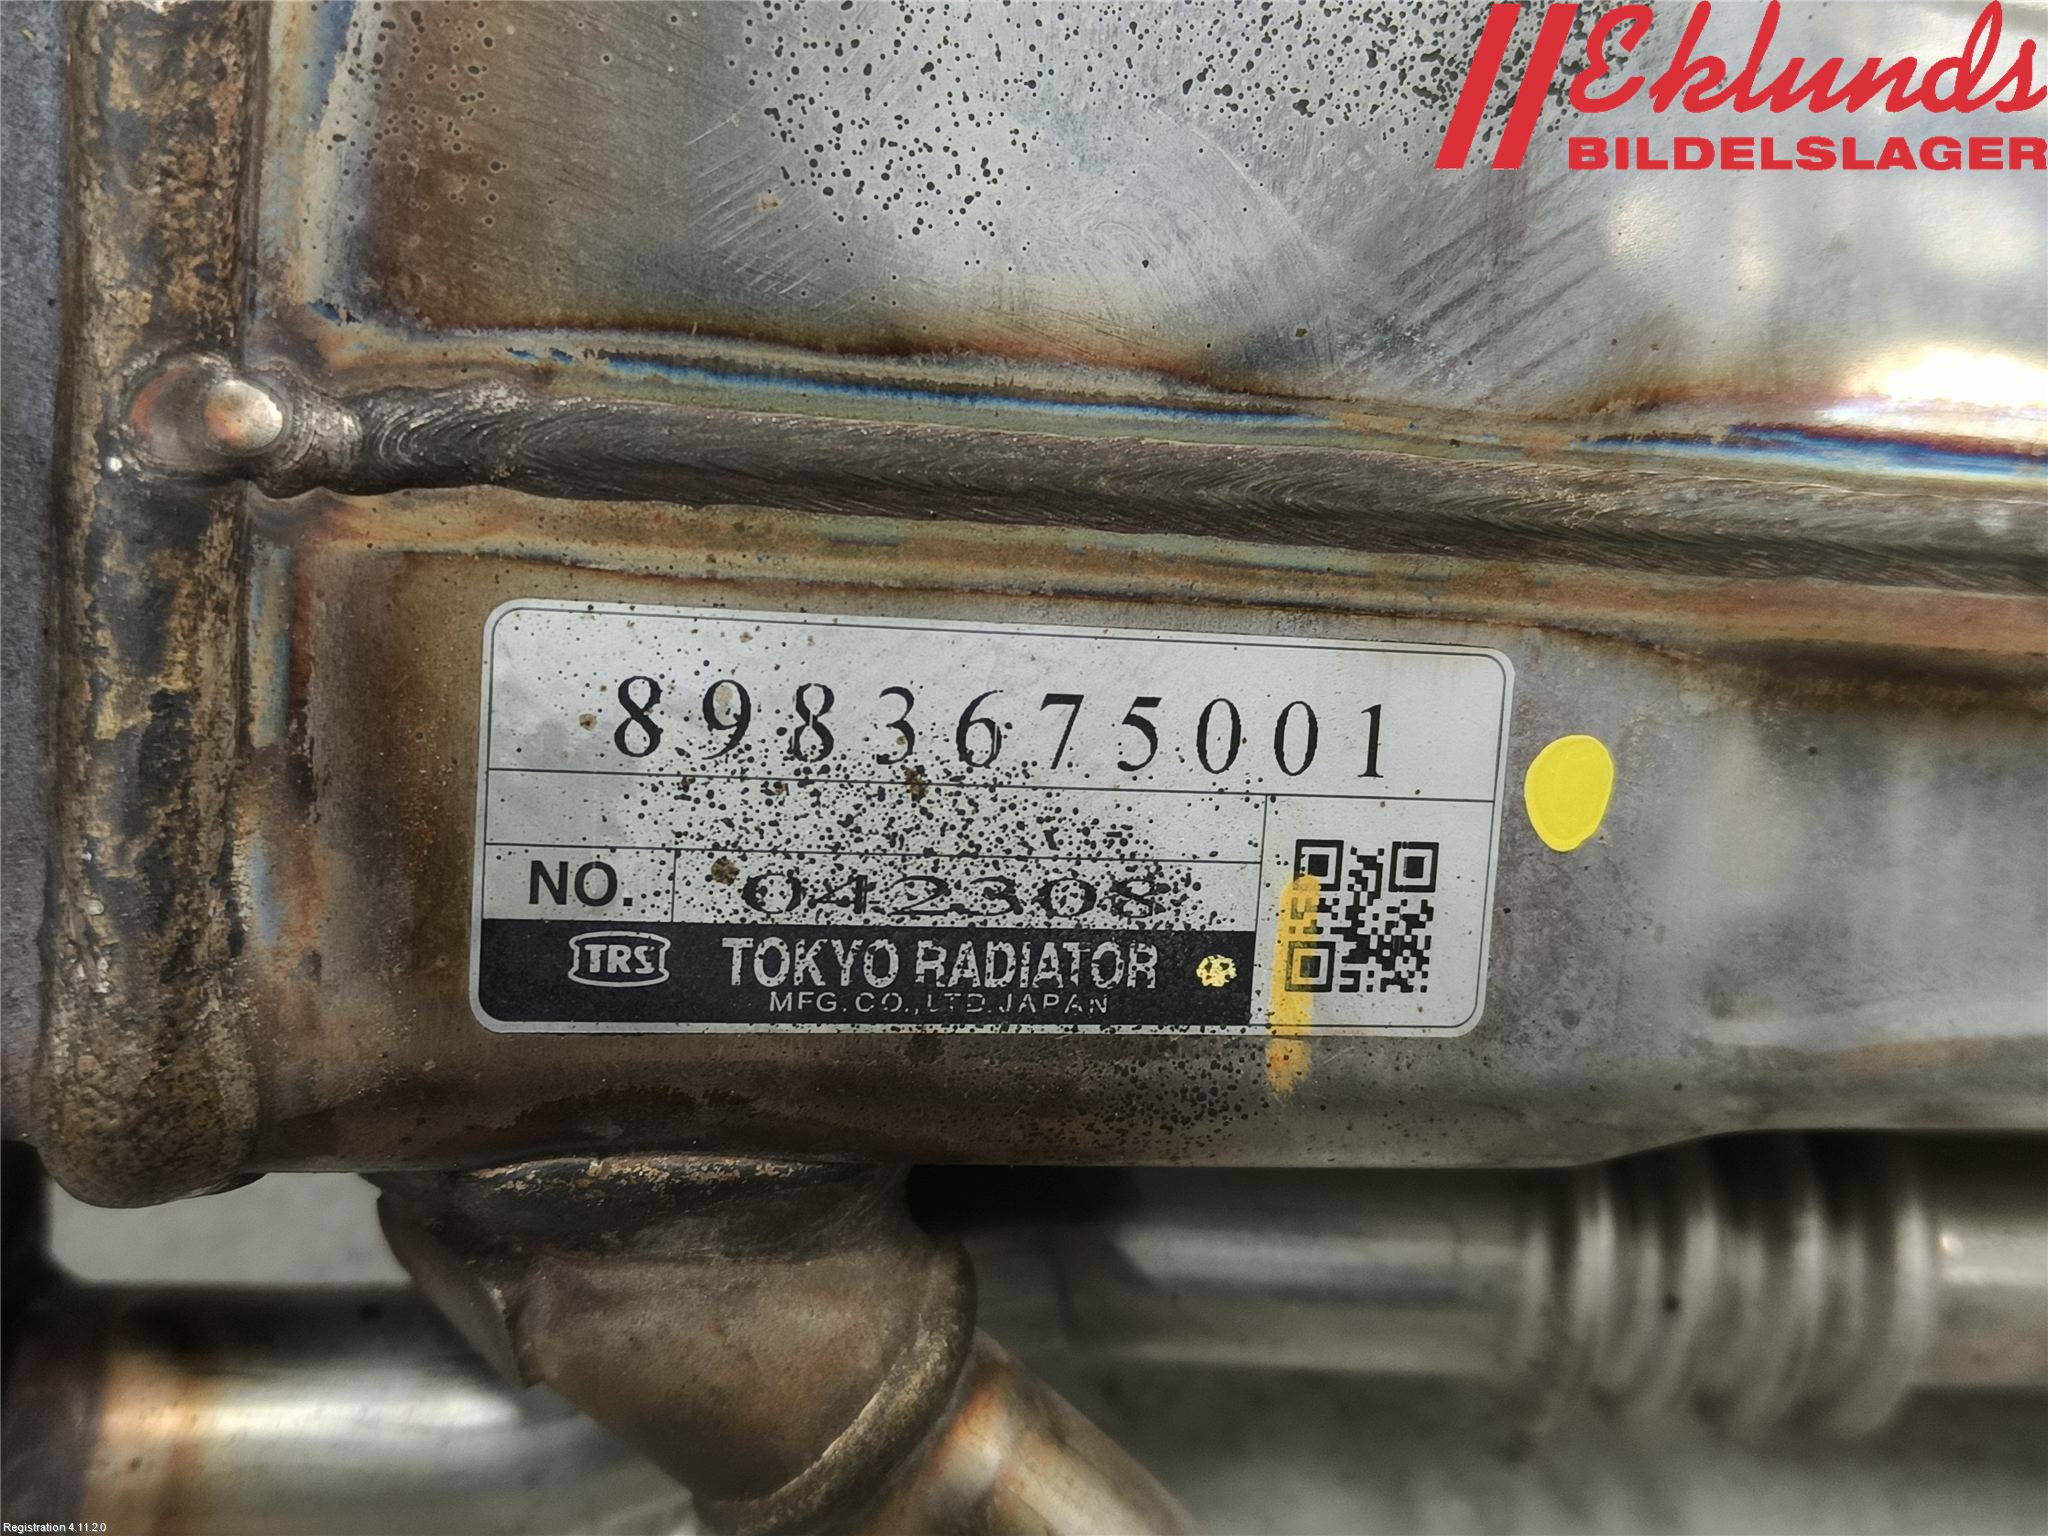 Eklunds
BILDELSLAGER
8983675001
NO. 042308
TRS TOKYO RADIATOR
MFG.CO.,LTD.JAPAN
Registration 4.11.2.0